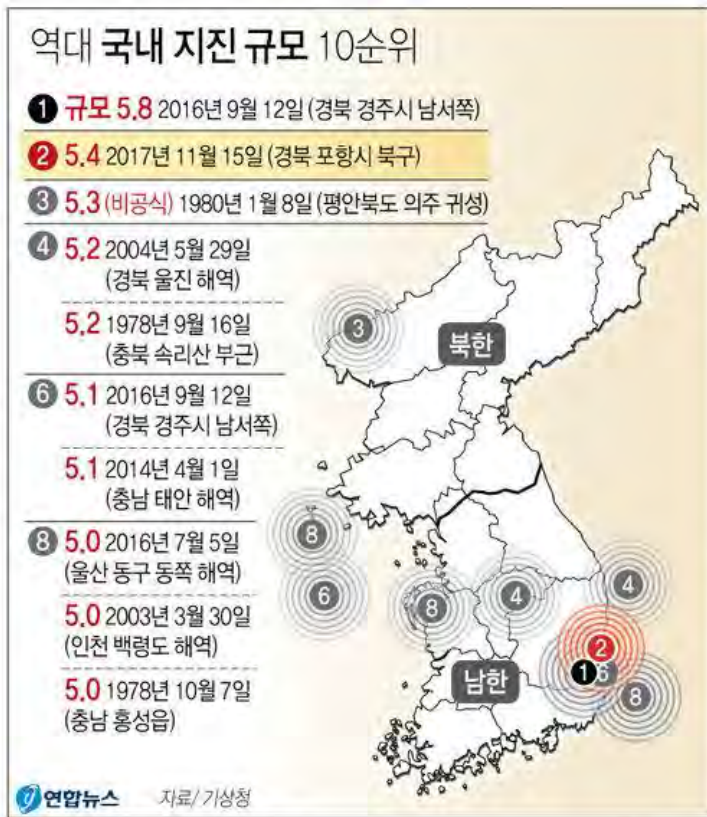 역대 국내 지진 규모 10순위
1 규모 5.8 2016년 9월 12일 (경북 경주시 남서쪽)
2 5.4 2017년 11월 15일 (경북 포항시 북구)
3 5.3 (비공식) 1980년 1월 8일 (평안북도 의주 귀성)
4 5.2 2004년 5월 29일
(경북 울진 해역)
5.2 1978년 9월 16일
(충북 속리산 부근)
6 5.1 2016년 9월 12일
(경북 경주시 남서쪽)
5.1 2014년 4월 1일
(충남 태안 해역)
8 5.0 2016년 7월 5일
(울산 동구 동쪽 해역)
5.0 2003년 3월 30일
(인천 백령도 해역)
5.0 1978년 10월 7일
(충남 홍성읍)
3
북한
8
6
8
4
4
2
1
6
8
남한
연합뉴스
자료/ 기상청